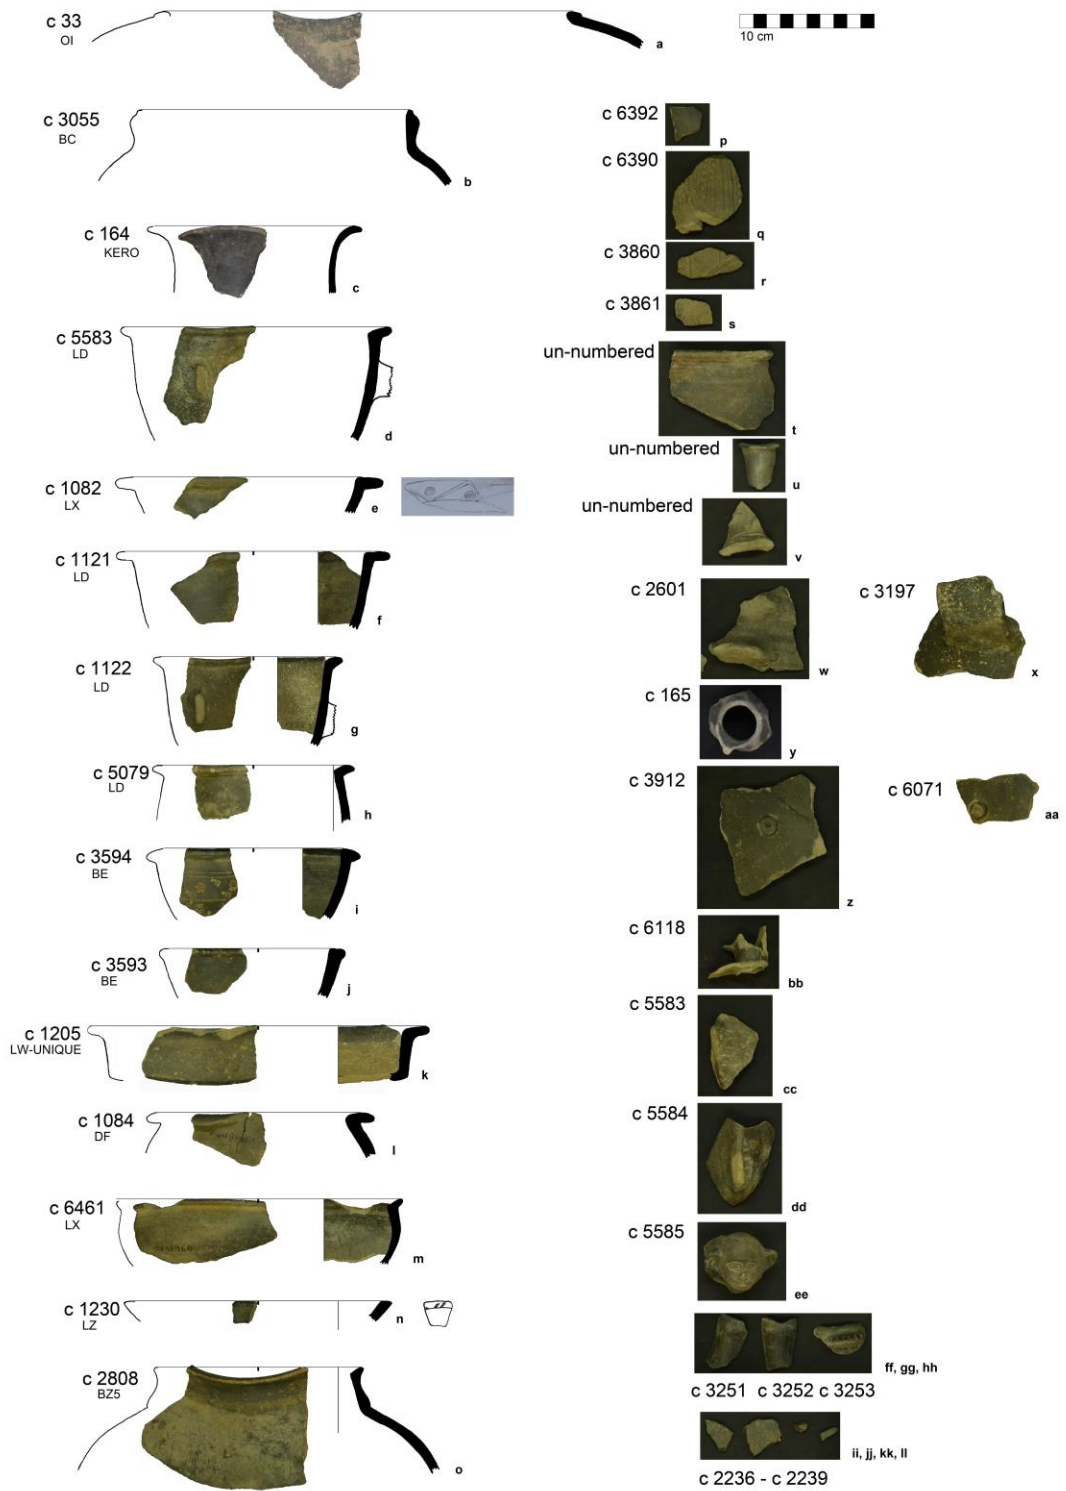 c 33
OI
a
10 cm
c 3055
BC
b
c 164
KERO
c
c 5583
LD
d
c 1082
LX
e
c 1121
LD
f
c 1122
LD
g
c 5079
LD
h
c 3594
BE
i
c 3593
BE
j
c 1205
LW-UNIQUE
k
c 1084
DF
l
c 6461
LX
m
c 1230
LZ
n
c 2808
BZ5
o
c 6392
p
c 6390
q
c 3860
r
c 3861
s
un-numbered
t
un-numbered
u
un-numbered
v
c 2601
w
c 3197
x
c 165
y
c 3912
z
c 6071
aa
c 6118
bb
c 5583
cc
c 5584
dd
c 5585
ee
ff, gg, hh
c 3251 c 3252 c 3253
ii, jj, kk, ll
c 2236 - c 2239